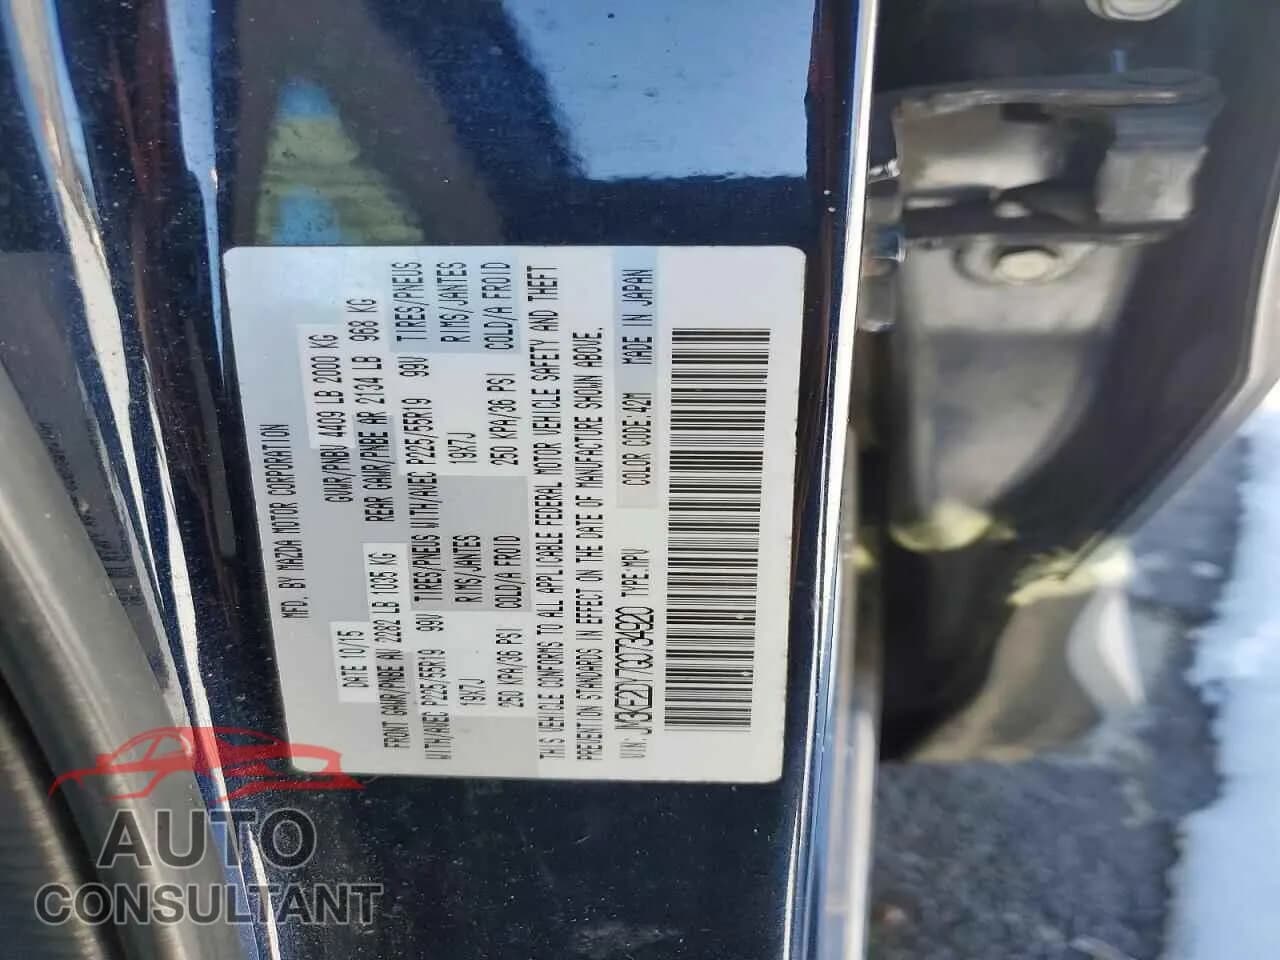 MFD. BY MAZDA MOTOR CORPORATION
DATE 10/15 GVWR/PNBV 4409 LB 2000 KG
FRONT GAWR/PNBE AV 2282 LB 1035 KG REAR GAWR/PNBE AR 2134 LB 968 KG
WITH/AVEC P225/55R19 99V TIRES/PNEUS WITH/AVEC P225/55R19 99V TIRES/PNEUS
19X7J RIMS/JANTES 19X7J RIMS/JANTES
250 KPA/36 PSI COLD/A FROID 250 KPA/36 PSI COLD/A FROID
THIS VEHICLE CONFORMS TO ALL APPLICABLE FEDERAL MOTOR VEHICLE SAFETY AND THEFT
PREVENTION STANDARDS IN EFFECT ON THE DATE OF MANUFACTURE SHOWN ABOVE.
VIN: JM3KE2DY7G0734920 TYPE:MPV COLOR CODE:42M MADE IN JAPAN
AUTO
CONSULTANT